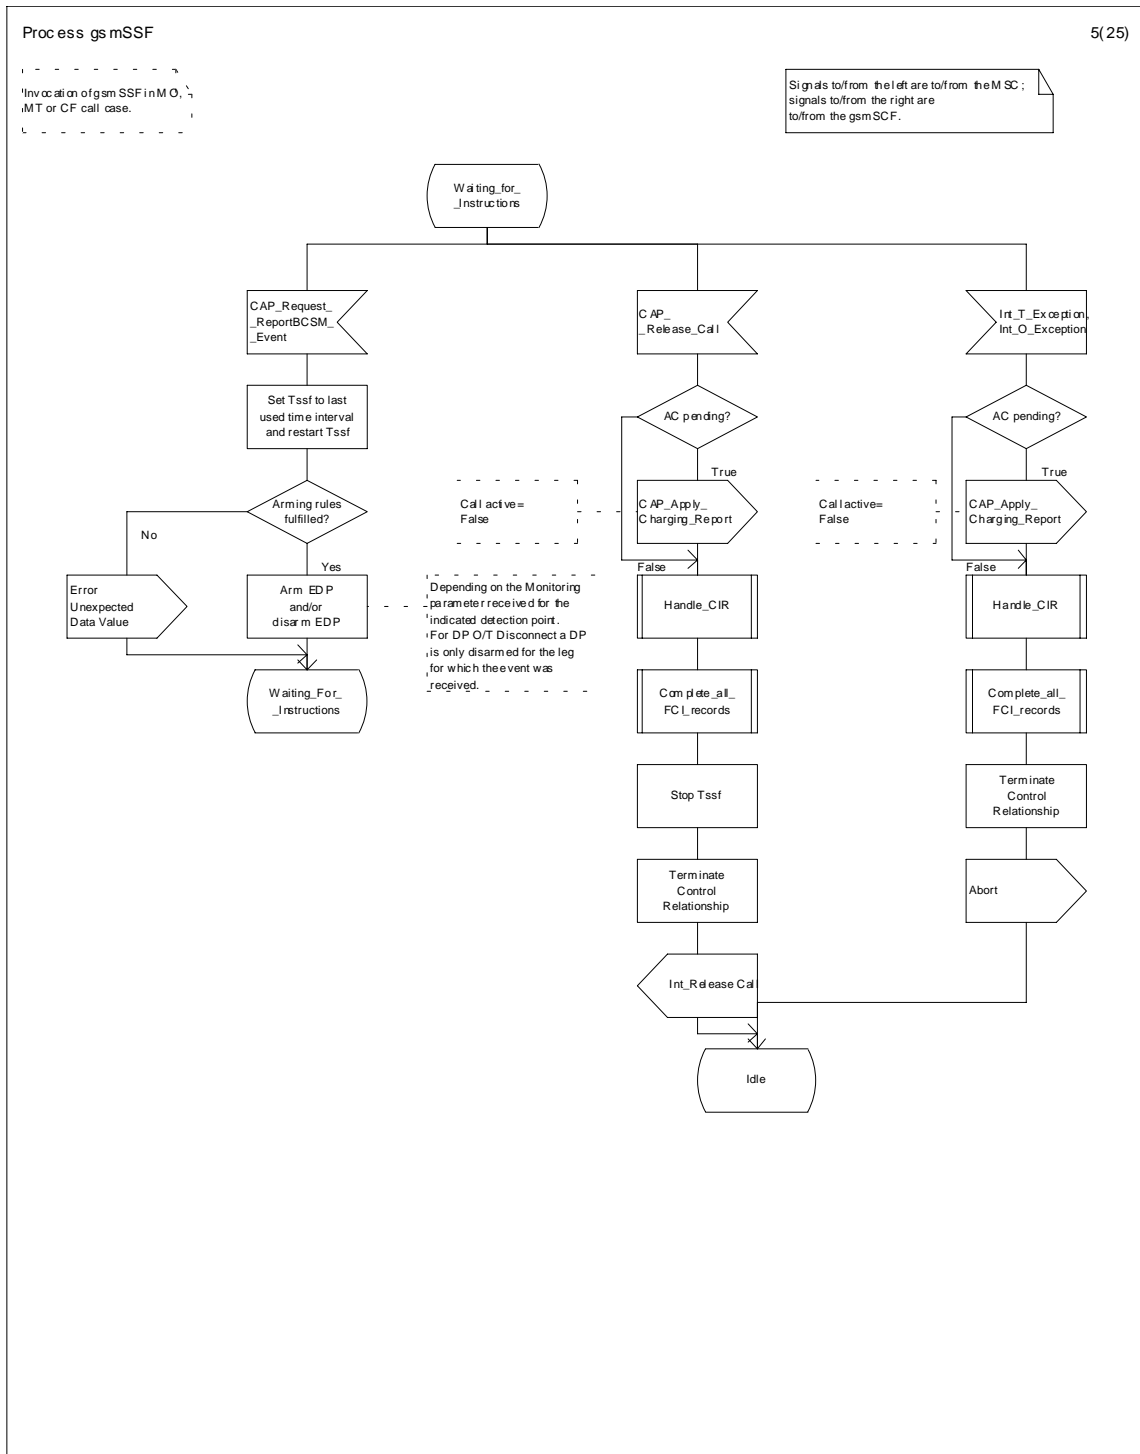 Process gsmSSF
5(25)
Invocation of gsmSSF in MO,
MT or CF call case.
Signals to/from the left are to/from the MSC;
signals to/from the right are
to/from the gsmSCF.
Waiting_for_
_Instructions
CAP_Request_
_ReportBCSM_
_Event
CAP_
_Release_Call
Int_T_Exception,
Int_O_Exception
Set Tssf to last
used time interval
and restart Tssf
AC pending?
AC pending?
True
True
Arming rules
fulfilled?
Call active=
False
CAP_Apply_
Charging_Report
Call active=
False
CAP_Apply_
Charging_Report
No
Yes
False
False
Error
Unexpected
Data Value
Arm EDP
and/or
disarm EDP
Depending on the Monitoring
parameter received for the
indicated detection point.
For DP O/T Disconnect a DP
is only disarmed for the leg
for which the event was
received.
Handle_CIR
Handle_CIR
Waiting_For_
_Instructions
Complete_all_
FCI_records
Complete_all_
FCI_records
Stop Tssf
Terminate
Control
Relationship
Terminate
Control
Relationship
Abort
Int_Release Call
Idle